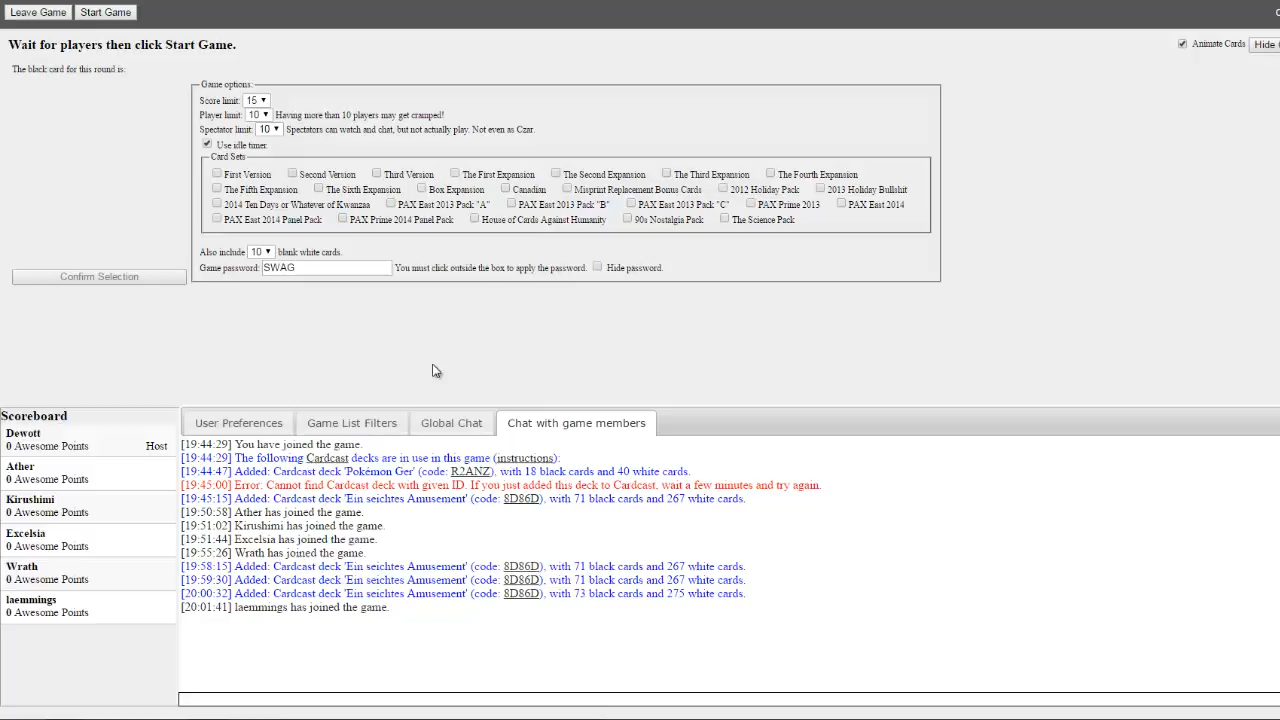 Leave Game Start Game
Wait for players then click Start Game.
Animate Cards Hide
The black card for this round is:
Game options:
Score limit: 15
Player limit: 10 Having more than 10 players may get cramped!
Spectator limit: 10 Spectators can watch and chat, but not actually play. Not even as Czar.
Use idle timer.
Card Sets
First Version Second Version Third Version The First Expansion The Second Expansion The Third Expansion The Fourth Expansion
The Fifth Expansion The Sixth Expansion Box Expansion Canadian Misprint Replacement Bonus Cards 2012 Holiday Pack 2013 Holiday Bullshit
2014 Ten Days or Whatever of Kwanzaa PAX East 2013 Pack "A" PAX East 2013 Pack "B" PAX East 2013 Pack "C" PAX Prime 2013 PAX East 2014
PAX East 2014 Panel Pack PAX Prime 2014 Panel Pack House of Cards Against Humanity 90s Nostalgia Pack The Science Pack
Also include 10 blank white cards.
Game password: SWAG You must click outside the box to apply the password. Hide password.
Confirm Selection
Scoreboard
Dewott
0 Awesome Points Host
Ather
0 Awesome Points
Kirushimi
0 Awesome Points
Excelsia
0 Awesome Points
Wrath
0 Awesome Points
laemmings
0 Awesome Points
User Preferences Game List Filters Global Chat Chat with game members
[19:44:29] You have joined the game.
[19:44:29] The following Cardcast decks are in use in this game (instructions):
[19:44:47] Added: Cardcast deck 'Pokémon Ger' (code: R2ANZ), with 18 black cards and 40 white cards.
[19:45:00] Error: Cannot find Cardcast deck with given ID. If you just added this deck to Cardcast, wait a few minutes and try again.
[19:45:15] Added: Cardcast deck 'Ein seichtes Amusement' (code: 8D86D), with 71 black cards and 267 white cards.
[19:50:58] Ather has joined the game.
[19:51:02] Kirushimi has joined the game.
[19:51:44] Excelsia has joined the game.
[19:55:26] Wrath has joined the game.
[19:58:15] Added: Cardcast deck 'Ein seichtes Amusement' (code: 8D86D), with 71 black cards and 267 white cards.
[19:59:30] Added: Cardcast deck 'Ein seichtes Amusement' (code: 8D86D), with 71 black cards and 267 white cards.
[20:00:32] Added: Cardcast deck 'Ein seichtes Amusement' (code: 8D86D), with 73 black cards and 275 white cards.
[20:01:41] laemmings has joined the game.